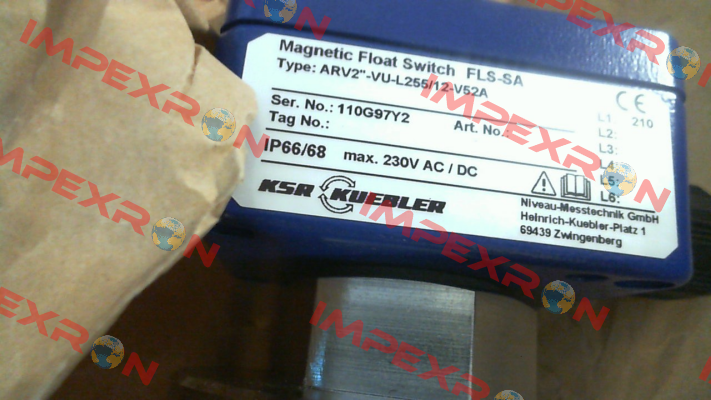 Magnetic Float Switch FLS-SA
Type: ARV2"-VU-L255/12-V52A
Ser. No.: 110G97Y2 Art. No.:
Tag No.:
IP66/68 max. 230V AC / DC
CE
L1: 210
L2:
L3:
L4:
L5:
L6:
KSR KUEBLER
Niveau-Messtechnik GmbH
Heinrich-Kuebler-Platz 1
69439 Zwingenberg
IMPEXRON
IMPEXRON
IMPEXRON
IMPEXRON
IMPEXRON
IMPEXRON